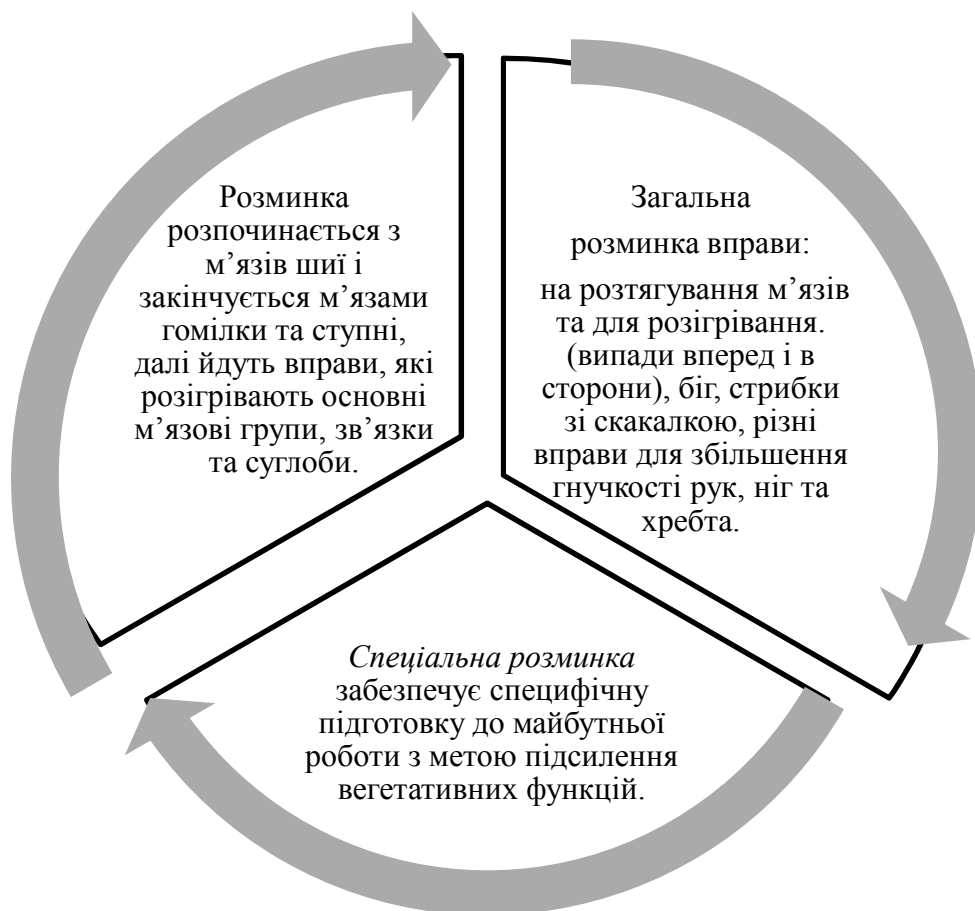 Розминка
розпочинається з
м’язів шиї і
закінчується м’язами
гомілки та ступні,
далі йдуть вправи, які
розігрівають основні
м’язові групи, зв’язки
та суглоби.
Загальна
розминка вправи:
на розтягування м’язів
та для розігрівання.
(випади вперед і в
сторони), біг, стрибки
зі скакалкою, різні
вправи для збільшення
гнучкості рук, ніг та
хребта.
Спеціальна розминка
забезпечує специфічну
підготовку до майбутньої
роботи з метою підсилення
вегетативних функцій.